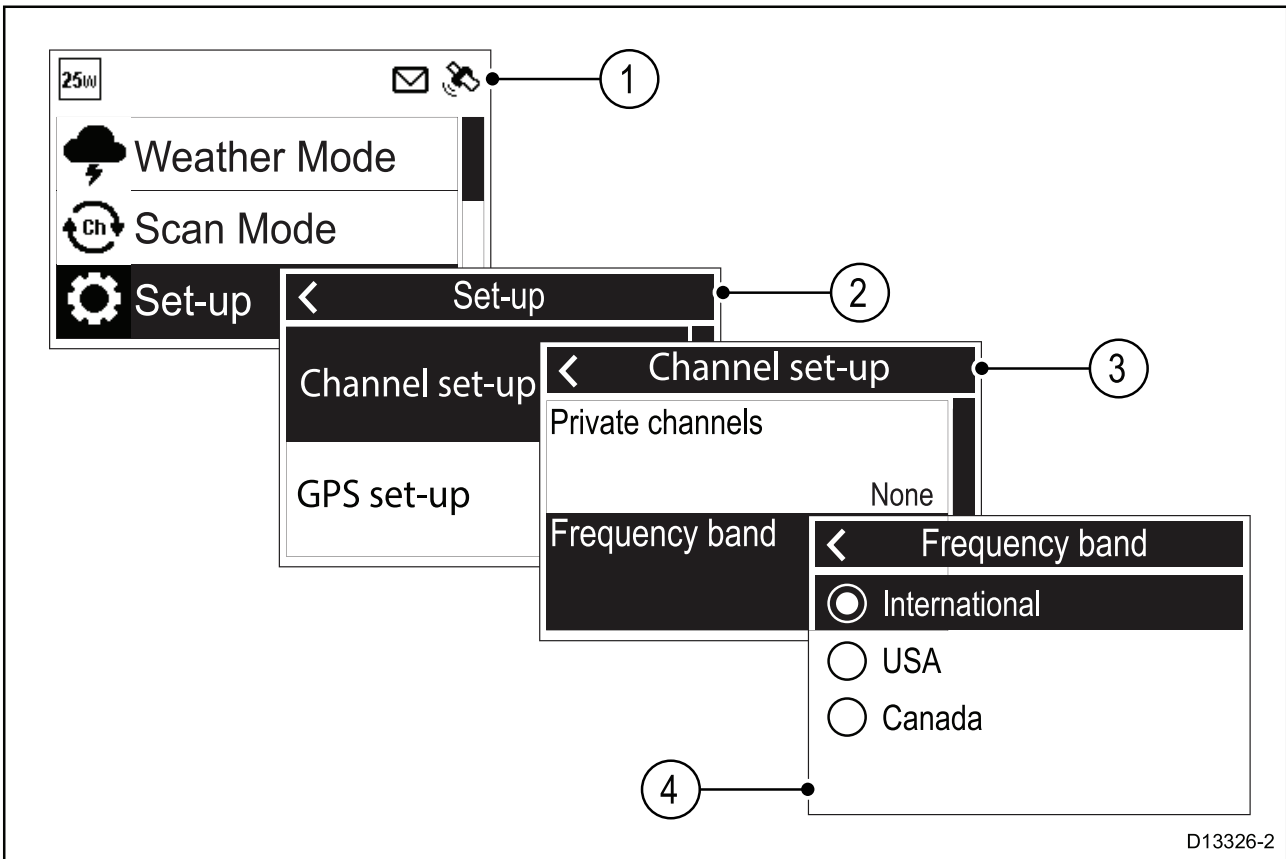 25W
1
Weather Mode
Ch
Scan Mode
Set-up
Set-up
2
Channel set-up
GPS set-up
Channel set-up
3
Private channels
None
Frequency band
Frequency band
International
USA
Canada
4
D13326-2